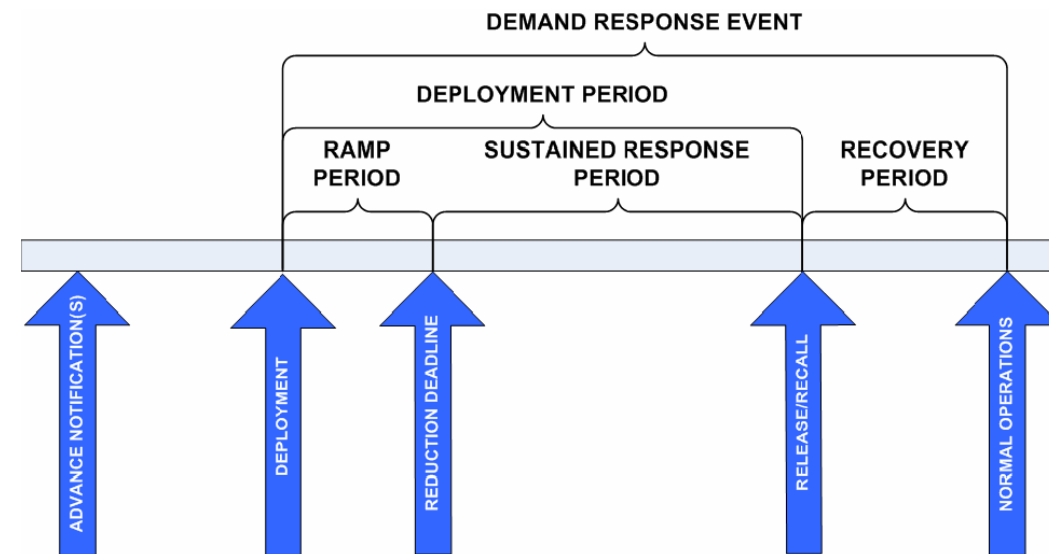 DEMAND RESPONSE EVENT
DEPLOYMENT PERIOD
RAMP
PERIOD
SUSTAINED RESPONSE
PERIOD
RECOVERY
PERIOD
ADVANCE NOTIFICATION(S)
DEPLOYMENT
REDUCTION DEADLINE
RELEASE/RECALL
NORMAL OPERATIONS